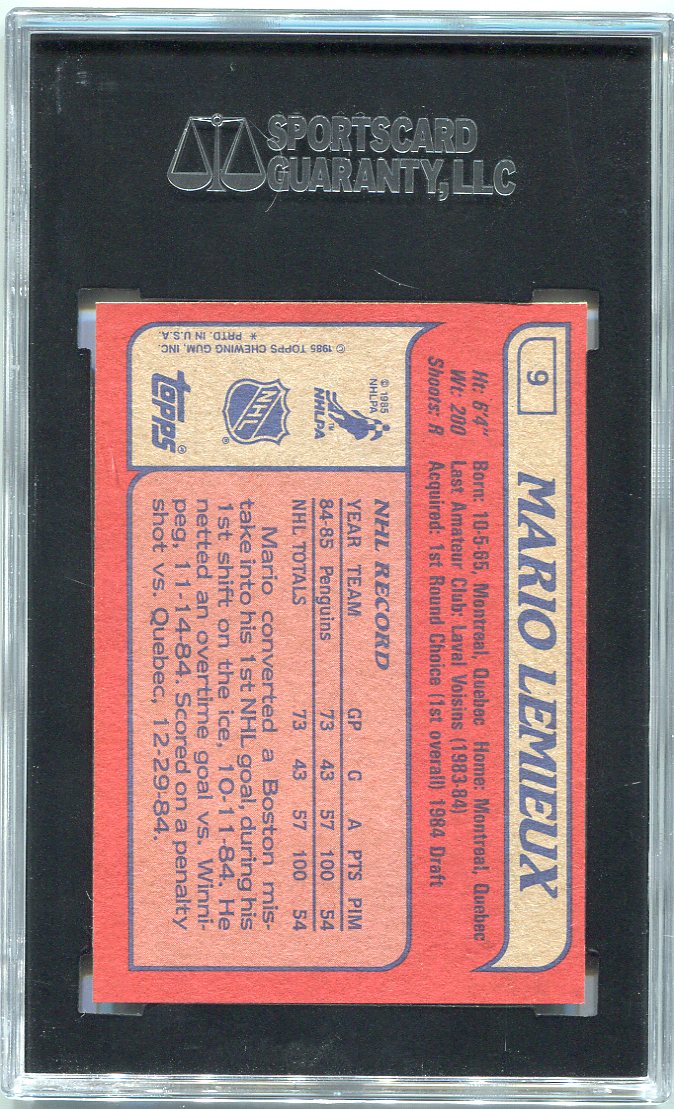 SPORTSCARD
GUARANTY, LLC
9
MARIO LEMIEUX
Ht: 6'4" Born: 10-5-65, Montreal, Quebec Home: Montreal, Quebec
Wt: 200 Last Amateur Club: Laval Voisins (1983-84)
Shoots: R Acquired: 1st Round Choice (1st overall) 1984 Draft
© 1985
NHLPA
NHLPA
TM
NHL
®
topps
®
© 1985 TOPPS CHEWING GUM, INC
* PRTD. IN U.S.A.
NHL RECORD
YEAR TEAM GP G A PTS PIM
84-85 Penguins 73 43 57 100 54
NHL TOTALS 73 43 57 100 54
Mario converted a Boston mis-
take into his 1st NHL goal, during his
1st shift on the ice, 10-11-84. He
netted an overtime goal vs. Winni-
peg, 11-14-84. Scored on a penalty
shot vs. Quebec, 12-29-84.